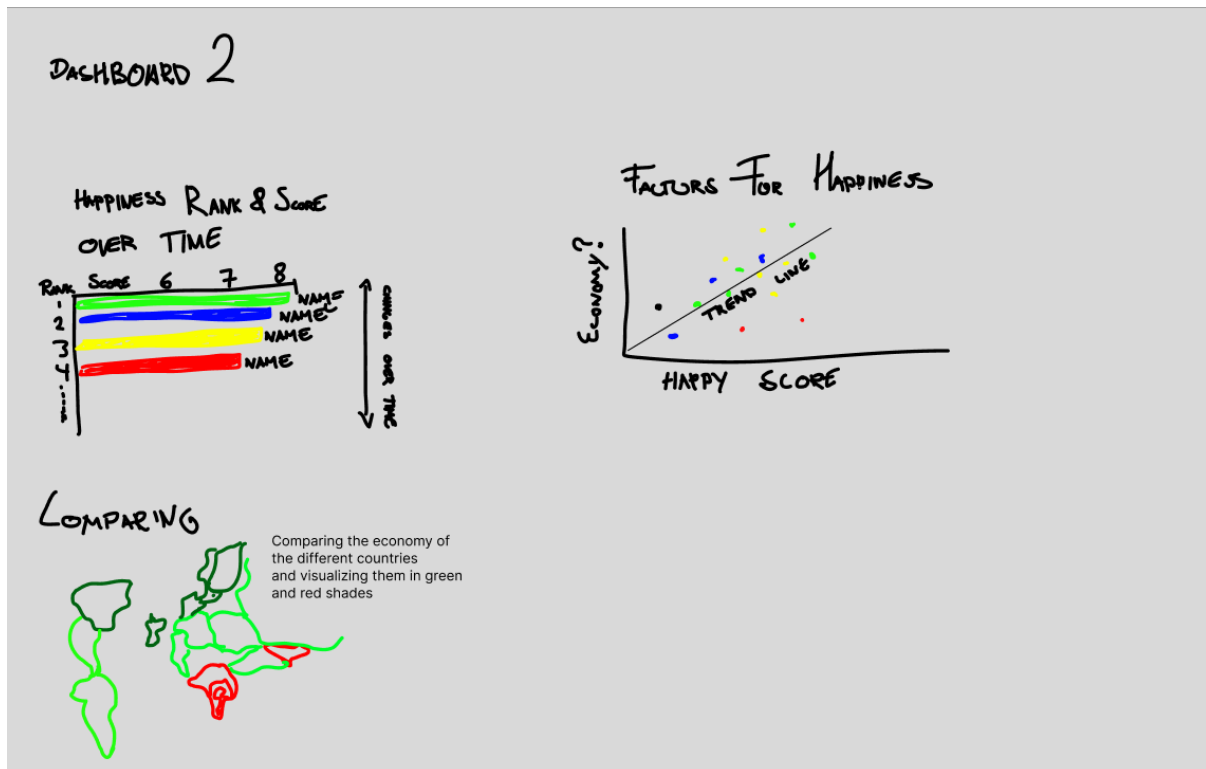 DASHBOARD 2
HAPPINESS RANK & SCORE
OVER TIME
RANK SCORE 6 7 8
1 NAME
2 NAME
3 NAME
4 NAME
CHANGES OVER TIME
FACTORS FOR HAPPINESS
ECONOMY?
TREND LINE
HAPPY SCORE
COMPARING
Comparing the economy of
the different countries
and visualizing them in green
and red shades